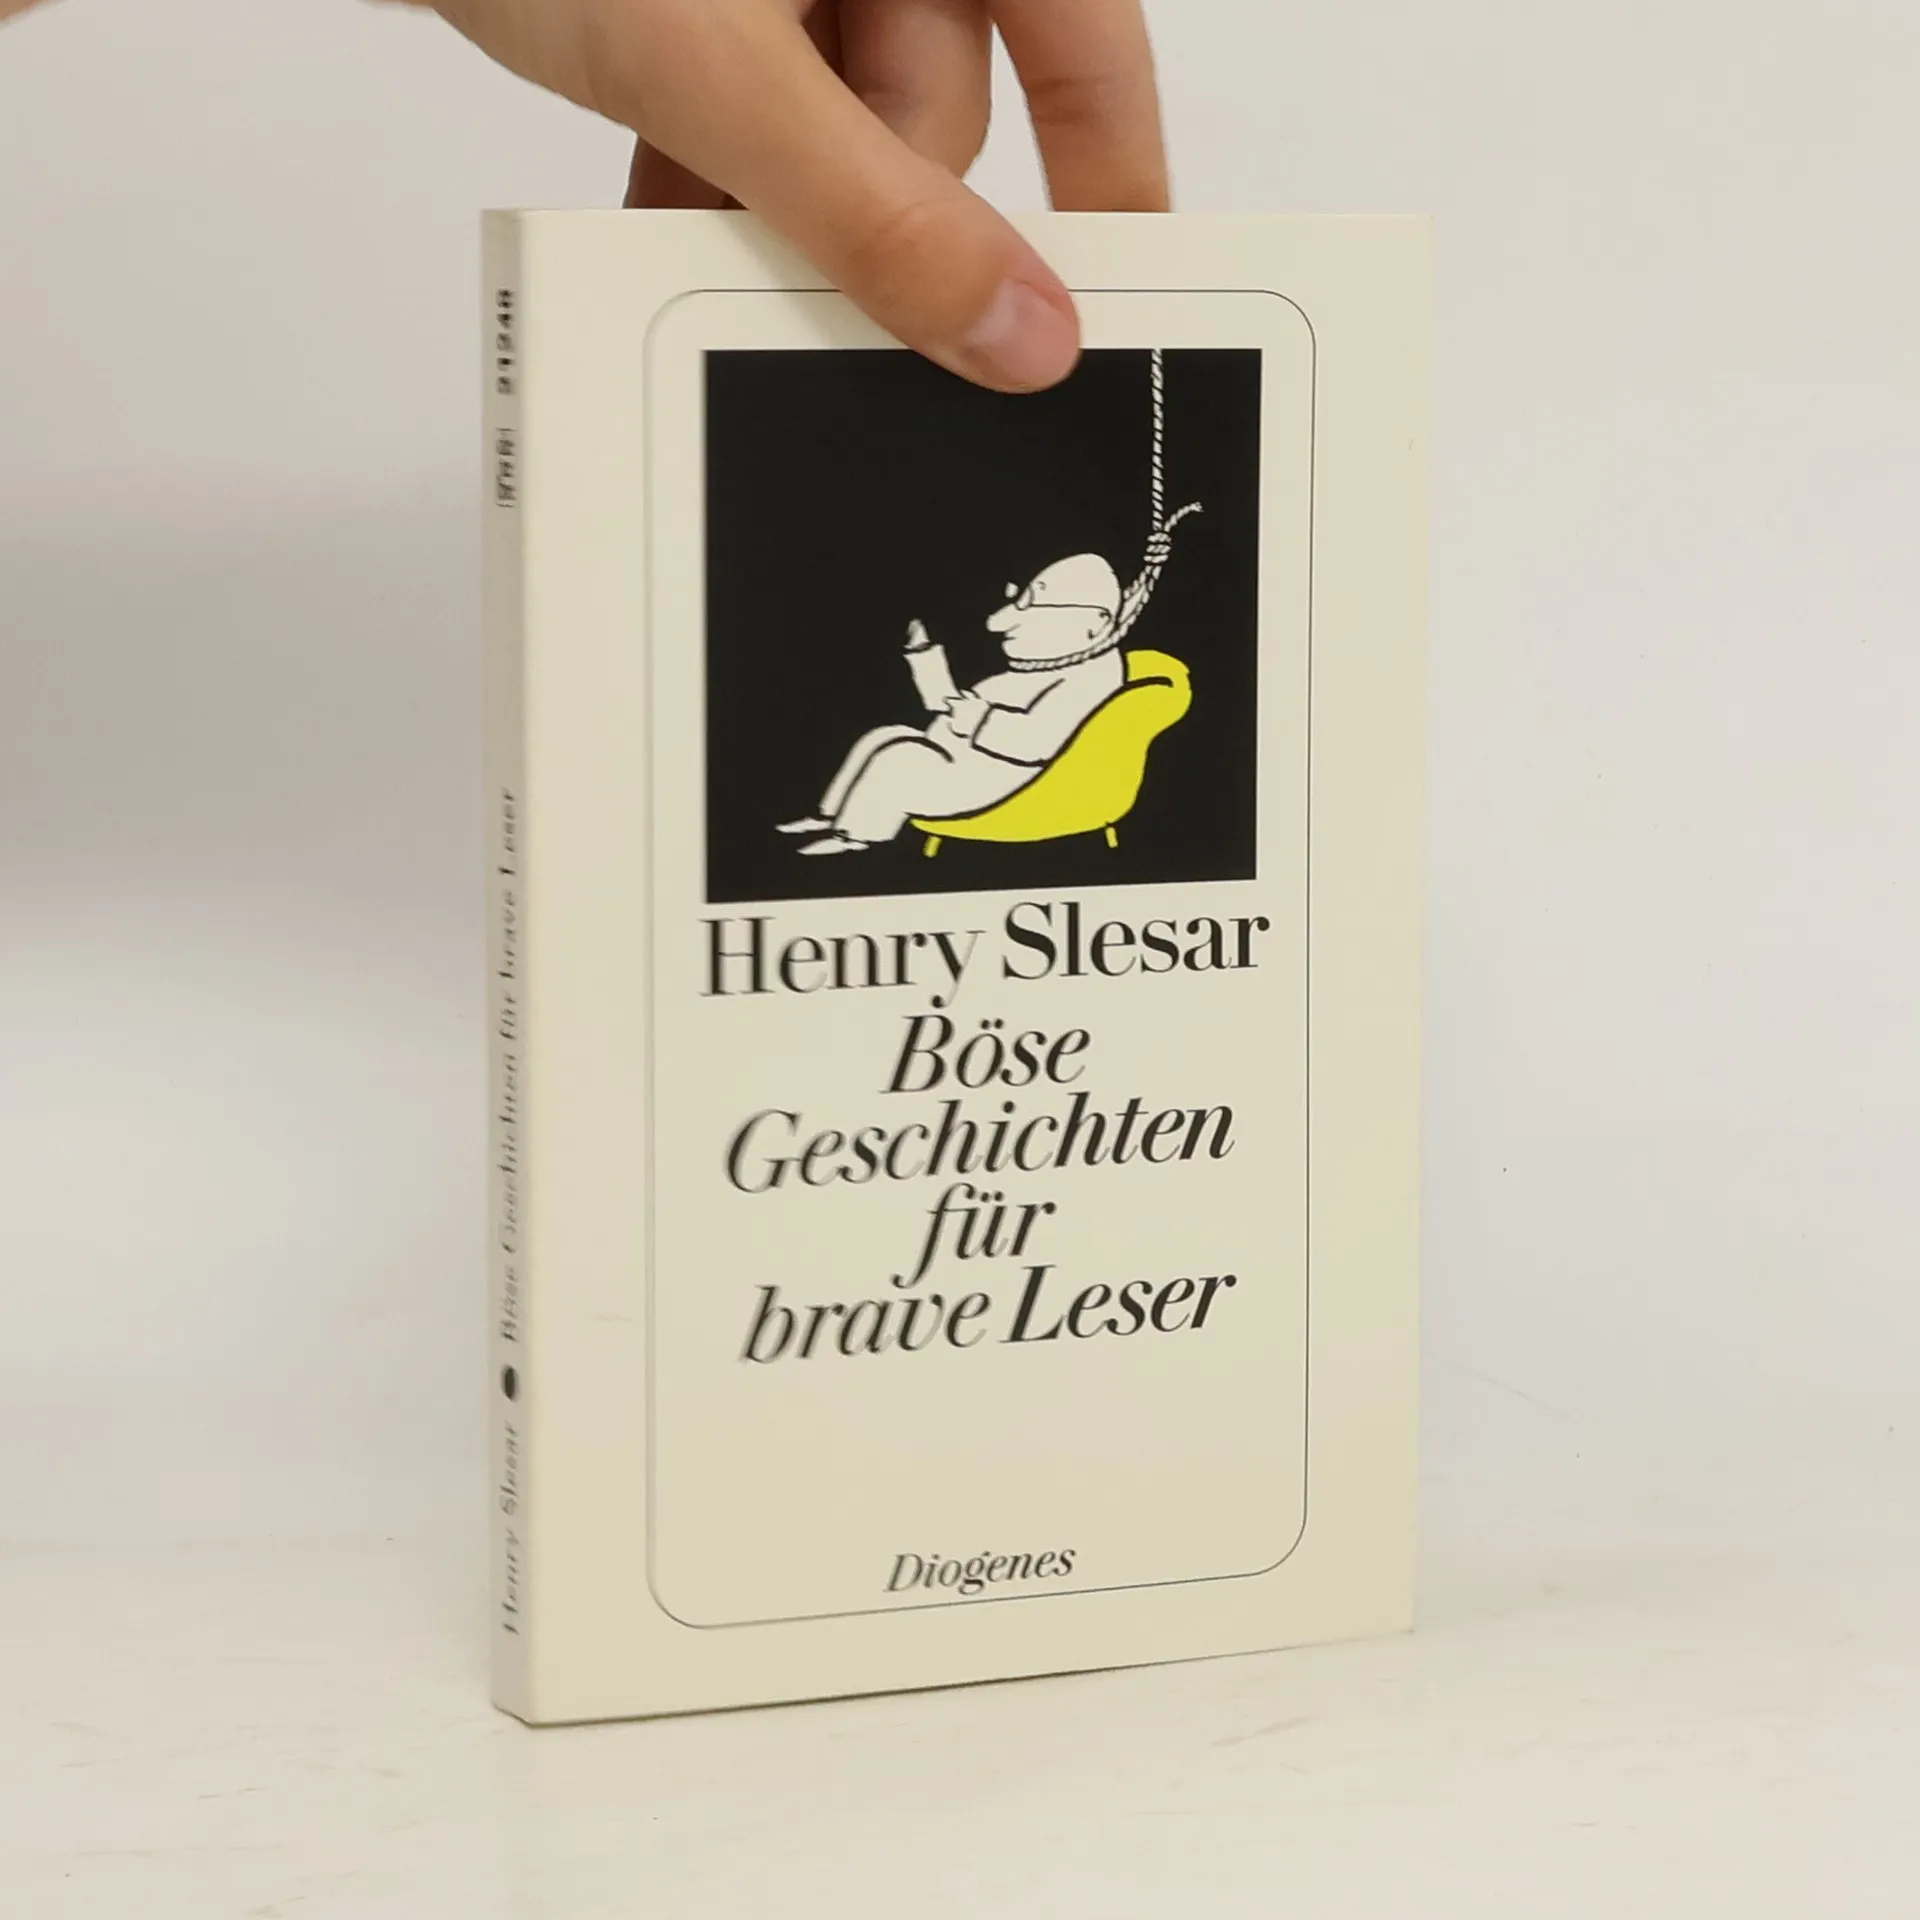 Henry Slesar
Böse
Geschichten
für
brave Leser
Diogenes
Henry Slesar ● Böse Geschichten für brave Leser